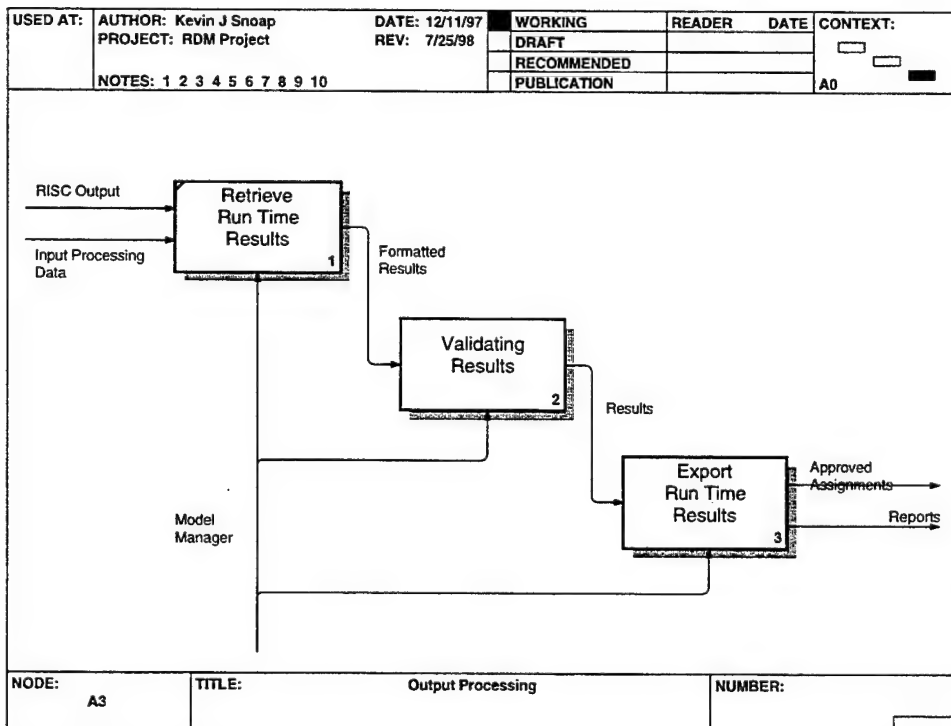 USED AT:
AUTHOR: Kevin J Snoap
DATE: 12/11/97
PROJECT: RDM Project
REV: 7/25/98
NOTES: 1 2 3 4 5 6 7 8 9 10
WORKING
DRAFT
RECOMMENDED
PUBLICATION
READER
DATE
CONTEXT:
A0
RISC Output
Input Processing
Data
Retrieve
Run Time
Results
1
Formatted
Results
Validating
Results
2
Results
Export
Run Time
Results
3
Approved
Assignments
Reports
Model
Manager
NODE:
A3
TITLE:
Output Processing
NUMBER: